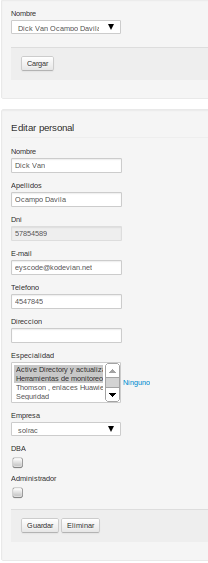 Nombre
Dick Van Ocampo Davila
Cargar
Editar personal
Nombre
Dick Van
Apellidos
Ocampo Davila
Dni
57854589
E-mail
eyscode@kodevian.net
Telefono
4547845
Direccion
Especialidad
Active Directory y actualiza
Herramientas de monitoreo
Thomson , enlaces Huawe
Seguridad
Ninguno
Empresa
solrac
DBA
Administrador
Guardar Eliminar